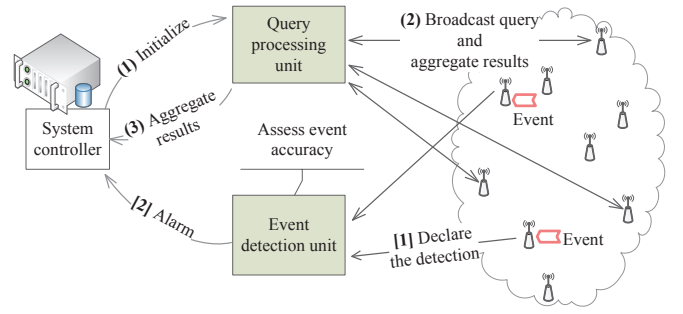 (1) Initialize
Query
processing
unit
(2) Broadcast query
and
aggregate results
Event
System
controller
(3) Aggregate
results
Assess event
accuracy
[2] Alarm
Event
detection unit
[1] Declare
the detection
Event